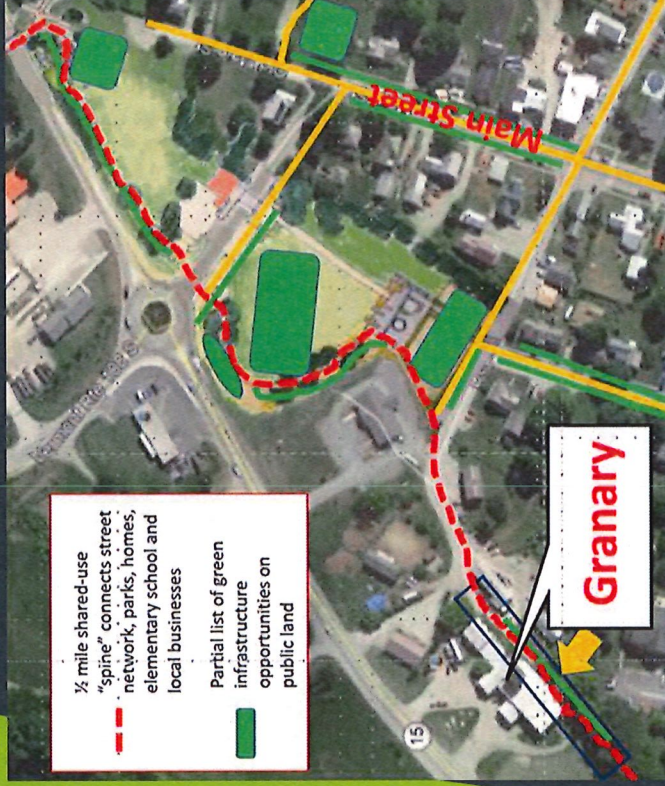 ½ mile shared-use
"spine" connects street
network, parks, homes,
elementary school and
local businesses
Partial list of green
infrastructure
opportunities on
public land
Main Street
Granary
15